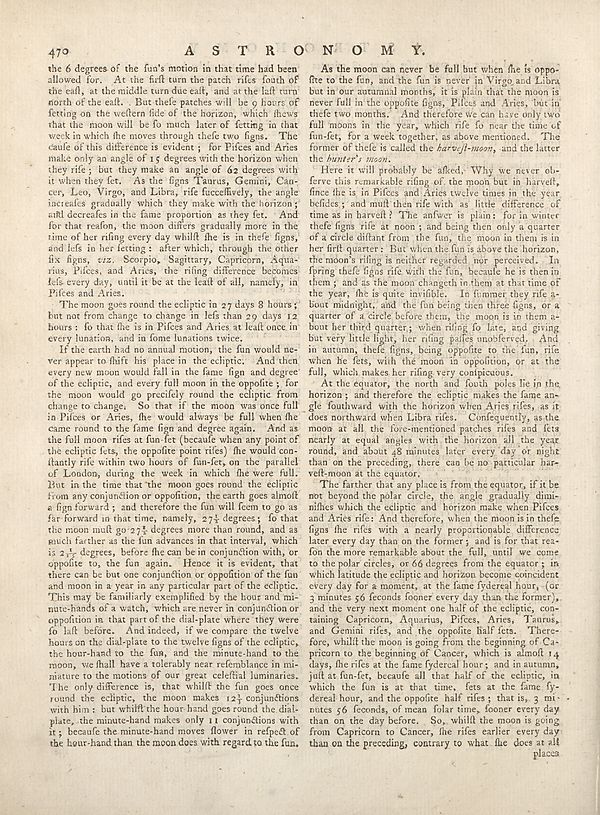 470
A S T R O N O M Y.
the 6 degrees of the ſun's motion in that time had been
allowed for. At the firſt turn the patch riſes ſouth of
the eaſt, at the middle turn due eaſt, and at the laſt turn
north of the eaſt. But theſe patches will be 9 hours of
ſetting on the weſtern ſide of the horizon, which ſhews
that the moon will be ſo much later of ſetting in that
week in which ſhe moves through theſe two ſigns. The
cauſe of this difference is evident ; for Piſces and Aries
make only an angle of 15 degrees with the horizon when
they riſe ; but they make an angle of 62 degrees with
it when they ſet. As the ſigns Taurus, Gemini, Can-
cer, Leo, Virgo, and Libra, riſe ſucceſſively, the angle
increaſes gradually which they make with the horizon ;
and decreaſes in the ſame proportion as they ſet. And
for that reaſon, the moon differs gradually more in the
time of her riſing every day whilſt ſhe is in theſe ſigns,
and leſs in her ſetting : after which, through the other
ſix ſigns, viz. Scorpio, Sagittary, Capricorn, Aqua-
rius, Piſces, and Aries, the riſing difference becomes
leſs every day, until it be at the leaſt of all, namely, in
Piſces and Aries.
The moon goes round the ecliptic in 27 days 8 hours ;
but not from change to change in leſs than 29 days 12
hours : ſo that ſhe is in Piſces and Aries at leaſt once in
every lunation, and in ſome lunations twice.
If the earth had no annual motion, the ſun would ne-
ver appear to ſhift his place in the ecliptic. And then
every new moon would fall in the ſame ſign and degree
of the ecliptic, and every full moon in the oppoſite ; for
the moon would go preciſely round the ecliptic from
change to change. So that if the moon was once full
in Piſces or Aries, ſhe would always be full when ſhe
came round to the ſame ſign and degree again. And as
the full moon riſes at ſun-ſet (becauſe when any point of
the ecliptic ſets, the oppoſite point riſes) ſhe would con-
ſtantly riſe within two hours of ſun-ſet, on the parallel
of London, during the week in which ſhe were full.
But in the time that the moon goes round the ecliptic
from any conjunction or oppoſition, the earth goes almoſt
a ſign forward ; and therefore the ſun will ſeem to go as
far forward in that time, namely, 27½ degrees ; ſo that
the moon muſt go 27½ degrees more than round, and as
much farther as the ſun advances in that interval, which
is 2 1/15 degrees, before ſhe can be in conjunction with, or
oppoſite to, the ſun again. Hence it is evident, that
there can be but one conjunction or oppoſition of the ſun
and moon in a year in any particular part of the ecliptic.
This may be familiarly exemplified by the hour and mi-
nute-hands of a watch, which are never in conjunction or
oppoſition in that part of the dial-plate where they were
ſo laſt before. And indeed, if we compare the twelve
hours on the dial-plate to the twelve ſigns of the ecliptic,
the hour-hand to the ſun, and the minute-hand to the
moon, we ſhall have a tolerably near reſemblance in mi-
niature to the motions of our great celeſtial luminaries.
The only difference is, that whilſt the ſun goes once
round the ecliptic, the moon makes 12⅓ conjunctions
with him : but whilſt the hour-hand goes round the dial-
plate, the minute-hand makes only 11 conjunctions with
it ; becauſe the minute-hand moves ſlower in reſpect of
the hour-hand than the moon does with regard to the ſun.
As the moon can never be full but when ſhe is oppo-
ſite to the ſun, and the ſun is never in Virgo and Libra
but in our autumnal months, it is plain that the moon is
never full in the oppoſite ſigns, Piſces and Aries, but in
theſe two months. And therefore we can have only two
full moons in the year, which riſe ſo near the time of
ſun-ſet, for a week together, as above mentioned. The
former of theſe is called the harveſt-moon, and the latter
the hunter's moon.
Here it will probably be aſked, Why we never ob-
ſerve this remarkable riſing of the moon but in harveſt,
ſince ſhe is in Piſces and Aries twelve times in the year
beſides ; and muſt then riſe with as little difference of
time as in harveſt ? The anſwer is plain : for in winter
theſe ſigns riſe at noon ; and being then only a quarter
of a circle diſtant from the ſun, the moon in them is in
her firſt quarter : But when the ſun is above the horizon,
the moon's riſing is neither regarded nor perceived. In
ſpring theſe ſigns riſe with the ſun, becauſe he is then in
them ; and as the moon changeth in them at that time of
the year, ſhe is quite inviſible. In ſummer they riſe a-
bout midnight, and the ſun being then three ſigns, or a
quarter of a circle before them, the moon is in them a-
bout her third quarter ; when riſing ſo late, and giving
but very little light, her riſing paſſes unobſerved. And
in autumn, theſe ſigns, being oppoſite to the ſun, riſe
when he ſets, with the moon in oppoſition, or at the
full, which makes her riſing very conſpicuous.
At the equator, the north and ſouth poles lie in the
horizon ; and therefore the ecliptic makes the ſame an-
gle ſouthward with the horizon when Aries riſes, as it
does northward when Libra riſes. Conſequently, as the
moon at all the fore-mentioned patches riſes and ſets
nearly at equal angles with the horizon all the year
round, and about 48 minutes later every day or night
than on the preceding, there can be no particular har-
veſt-moon at the equator.
The farther that any place is from the equator, if it be
not beyond the polar circle, the angle gradually dimi-
niſhes which the ecliptic and horizon make when Piſces
and Aries riſe : And therefore, when the moon is in theſe
ſigns ſhe riſes with a nearly proportionable difference
later every day than on the former ; and is for that rea-
ſon the more remarkable about the full, until we come
to the polar circles, or 66 degrees from the equator ; in
which latitude the ecliptic and horizon become coincident
every day for a moment, at the ſame ſydereal hour, (or
3 minutes 56 ſeconds ſooner every day than the former),
and the very next moment one half of the ecliptic, con-
taining Capricorn, Aquarius, Piſces, Aries, Taurus,
and Gemini riſes, and the oppoſite half ſets. There-
fore, whilſt the moon is going from the beginning of Ca-
pricorn to the beginning of Cancer, which is almoſt 14
days, ſhe riſes at the ſame ſydereal hour ; and in autumn,
juſt at ſun-ſet, becauſe all that half of the ecliptic, in
which the ſun is at that time, ſets at the ſame ſy-
dereal hour, and the oppoſite half riſes ; that is, 3 mi-
nutes 56 ſeconds, of mean ſolar time, ſooner every day
than on the day before. So, whilſt the moon is going
from Capricorn to Cancer, ſhe riſes earlier every day
than on the preceding, contrary to what ſhe does at all
places